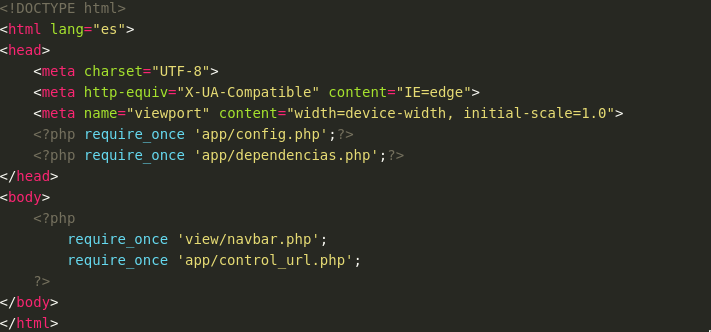 <!DOCTYPE html>
<html lang="es">
<head>
    <meta charset="UTF-8">
    <meta http-equiv="X-UA-Compatible" content="IE=edge">
    <meta name="viewport" content="width=device-width, initial-scale=1.0">
    <?php require_once 'app/config.php';?>
    <?php require_once 'app/dependencias.php';?>
</head>
<body>
    <?php
        require_once 'view/navbar.php';
        require_once 'app/control_url.php';
    ?>
</body>
</html>